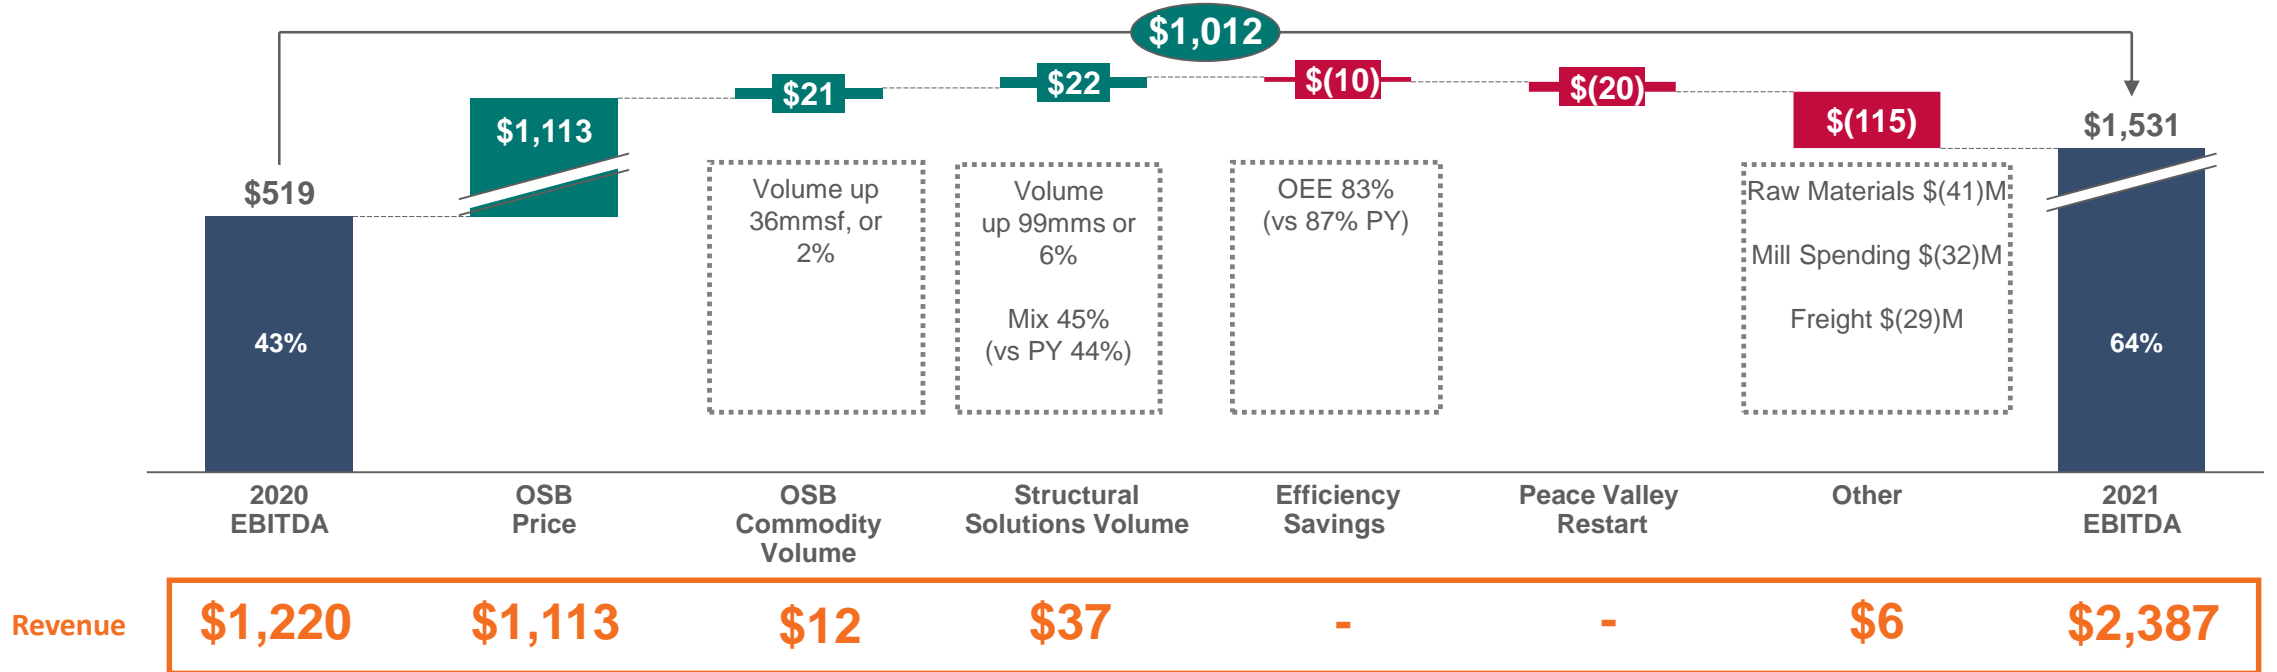 $1,012
$519
$1,113
$21
$22
$(10)
$(20)
$(115)
$1,531
43%
Volume up
36mmsf, or
2%
Volume
up 99mms or
6%
Mix 45%
(vs PY 44%)
OEE 83%
(vs 87% PY)
Raw Materials $(41)M
Mill Spending $(32)M
Freight $(29)M
64%
2020
EBITDA
OSB
Price
OSB
Commodity
Volume
Structural
Solutions Volume
Efficiency
Savings
Peace Valley
Restart
Other
2021
EBITDA
Revenue
$1,220
$1,113
$12
$37
-
-
$6
$2,387